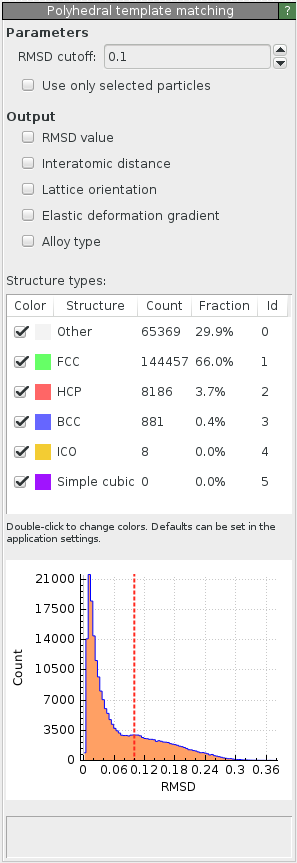 Polyhedral template matching ?
Parameters
RMSD cutoff: 0.1
Use only selected particles
Output
RMSD value
Interatomic distance
Lattice orientation
Elastic deformation gradient
Alloy type
Structure types:
Color Structure Count Fraction Id
Other 65369 29.9% 0
FCC 144457 66.0% 1
HCP 8186 3.7% 2
BCC 881 0.4% 3
ICO 8 0.0% 4
Simple cubic 0 0.0% 5
Double-click to change colors. Defaults can be set in the
application settings.
21000
17500
14000
10500
7000
3500
0
Count
0 0.06 0.12 0.18 0.24 0.3 0.36
RMSD